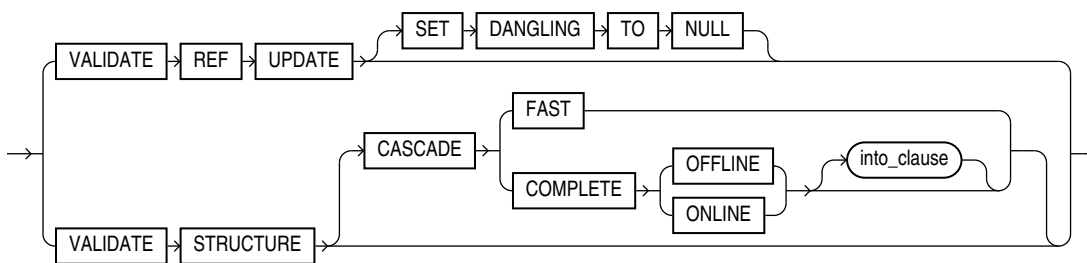 SET DANGLING TO NULL
VALIDATE REF UPDATE
FAST
CASCADE
OFFLINE
into_clause
COMPLETE
ONLINE
VALIDATE STRUCTURE